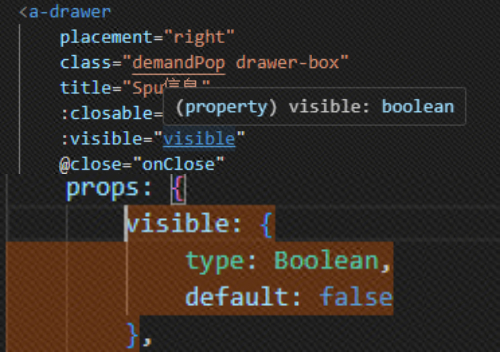 <a-drawer
placement="right"
class="demandPop drawer-box"
title="Spu信息"
:closable=
(property) visible: boolean
:visible="visible"
@close="onClose"
props: {
visible: {
type: Boolean,
default: false
},